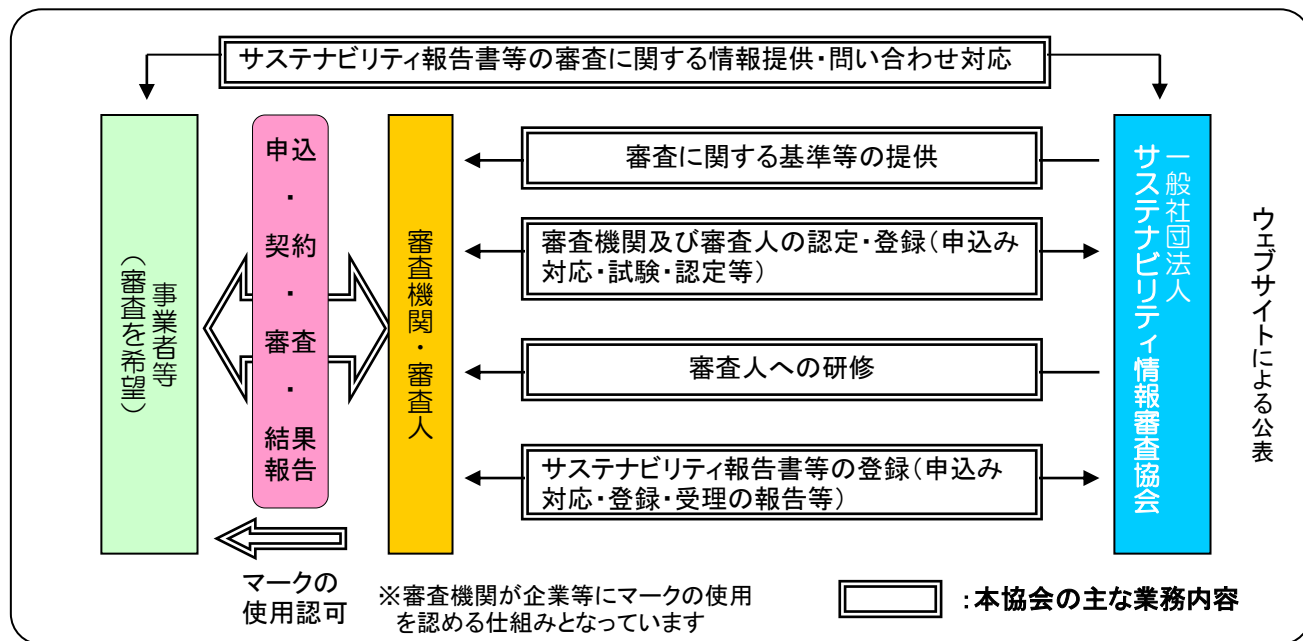 サステナビリティ報告書等の審査に関する情報提供・問い合わせ対応
事業者等
（審査を希望）
申込
・
契約
・
審査
・
結果
報告
審査機関・審査人
審査に関する基準等の提供
審査機関及び審査人の認定・登録（申込み
対応・試験・認定等）
審査人への研修
サステナビリティ報告書等の登録（申込み
対応・登録・受理の報告等）
一般社団法人
サステナビリティ情報審査協会
ウェブサイトによる公表
マークの
使用認可
※審査機関が企業等にマークの使用
を認める仕組みとなっています
：本協会の主な業務内容